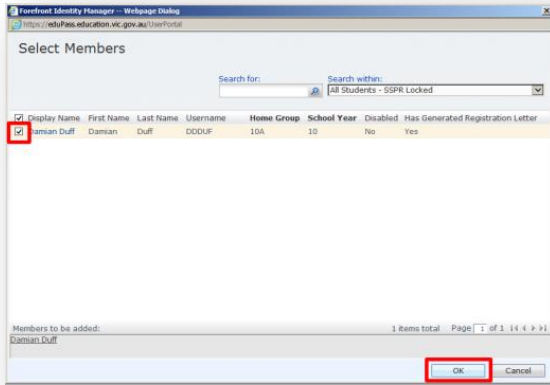 Forefront Identity Manager -- Webpage Dialog
https://eduPass.education.vic.gov.au/UserPortal
Select Members
Search for: Search within:
All Students - SSPR Locked
Display Name First Name Last Name Username Home Group School Year Disabled Has Generated Registration Letter
Damian Duff Damian Duff DDDUF 10A 10 No Yes
Members to be added: 1 items total Page 1 of 1
Damian Duff
OK Cancel